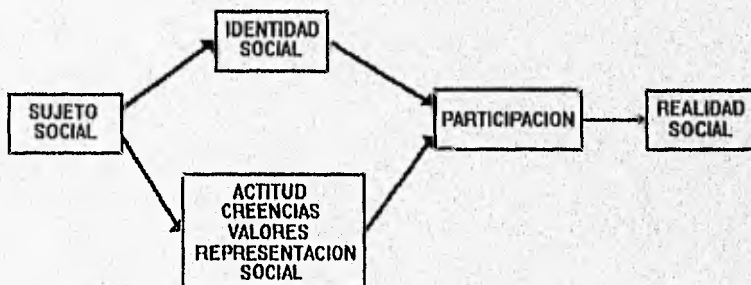 IDENTIDAD
SOCIAL
SUJETO
SOCIAL
PARTICIPACION
REALIDAD
SOCIAL
ACTITUD
CREENCIAS
VALORES
REPRESENTACION
SOCIAL